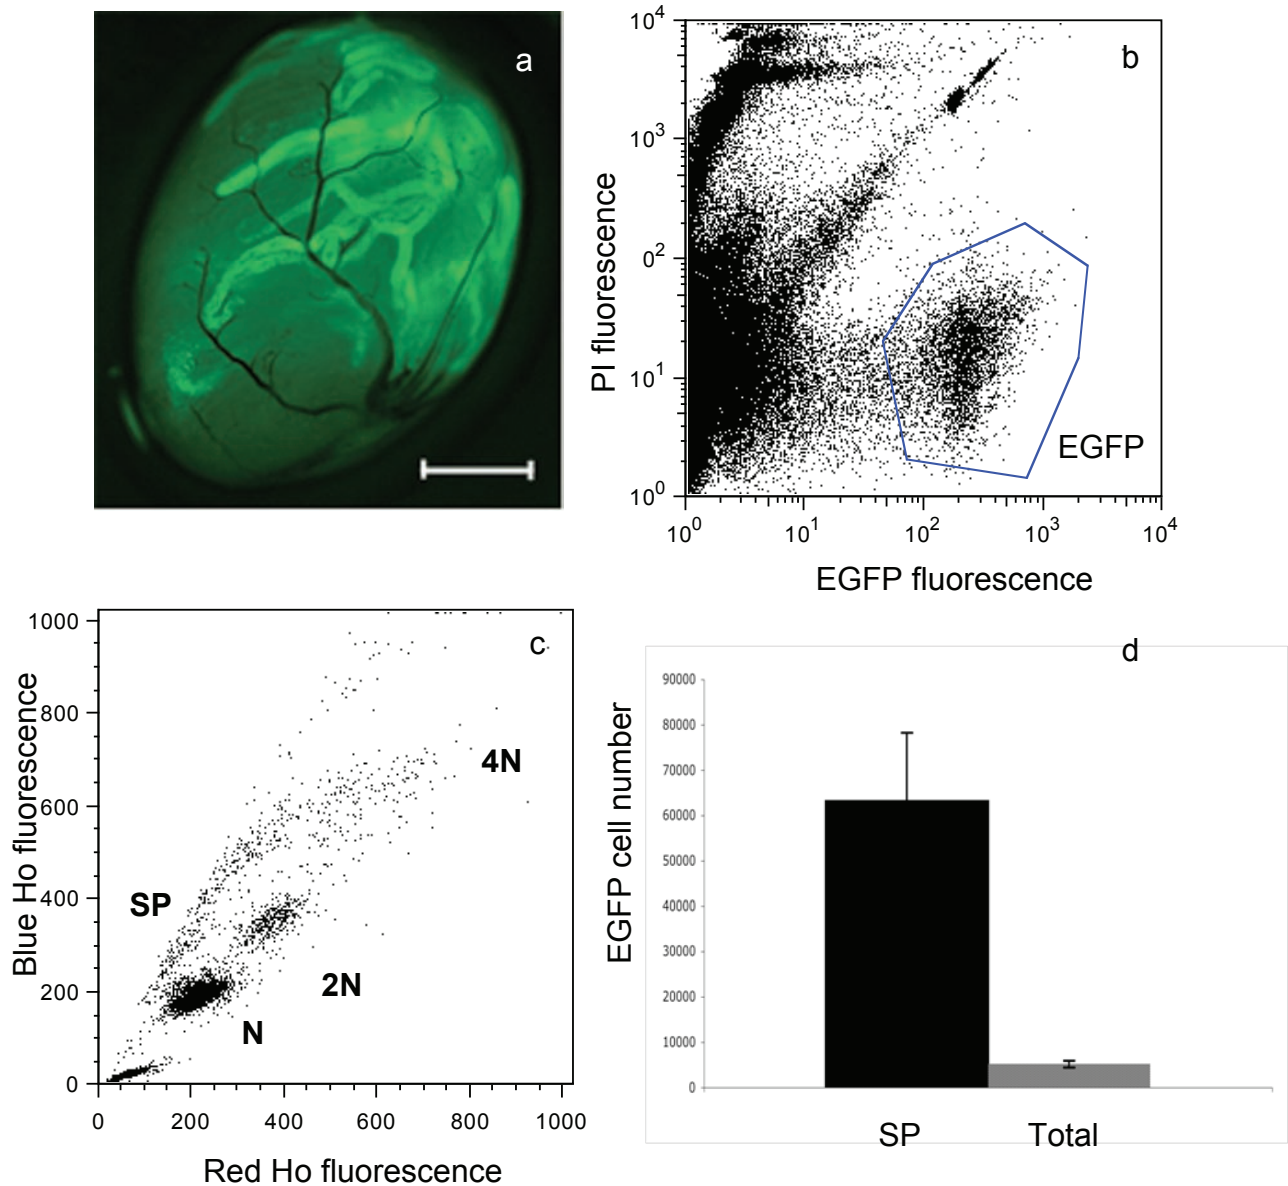 a
b
10⁴
10³
10²
10¹
10⁰
10⁰ 10¹ 10² 10³ 10⁴
PI fluorescence
EGFP
EGFP fluorescence
c
1000
800
600
400
200
0
0 200 400 600 800 1000
Blue Ho fluorescence
4N
SP
2N
N
Red Ho fluorescence
d
90000
80000
70000
60000
50000
40000
30000
20000
10000
0
EGFP cell number
SP Total